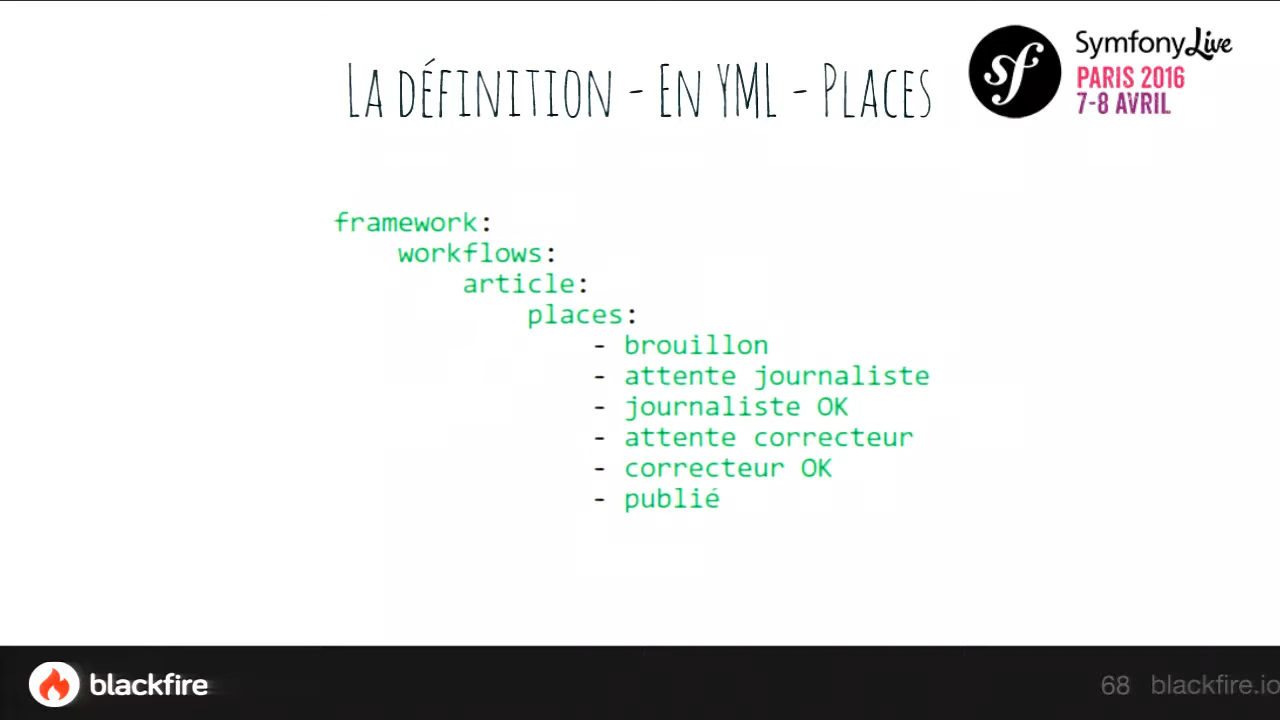 La définition - En YML - Places
SymfonyLive
PARIS 2016
7-8 AVRIL
framework:
    workflows:
        article:
            places:
                - brouillon
                - attente journaliste
                - journaliste OK
                - attente correcteur
                - correcteur OK
                - publié
blackfire
68 blackfire.io